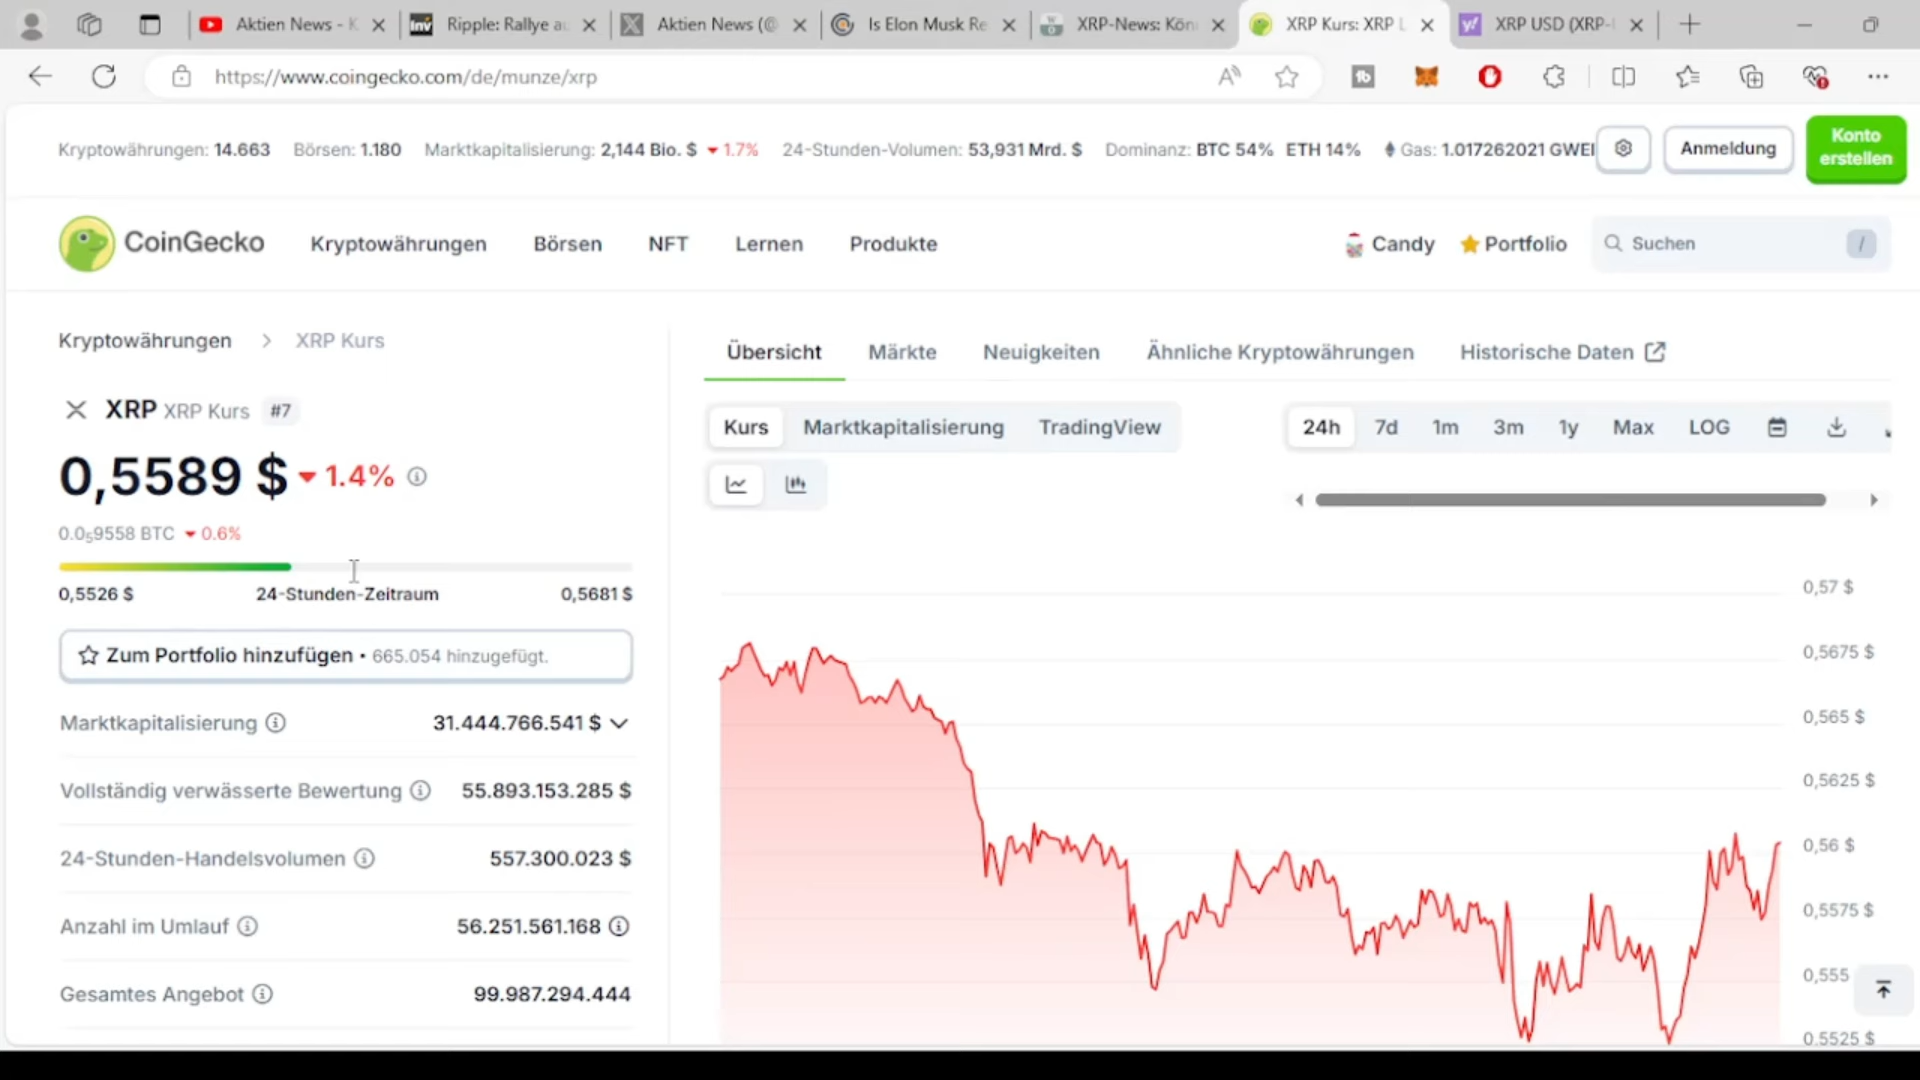 Aktien News - K
Ripple: Rallye au
Aktien News (@
Is Elon Musk Re
XRP-News: Kön
XRP Kurs: XRP L
XRP USD (XRP-
https://www.coingecko.com/de/munze/xrp
Kryptowährungen: 14.663 Börsen: 1.180 Marktkapitalisierung: 2,144 Bio. $ 1.7% 24-Stunden-Volumen: 53,931 Mrd. $ Dominanz: BTC 54% ETH 14% Gas: 1.017262021 GWEI
Anmeldung
Konto
erstellen
CoinGecko
Kryptowährungen
Börsen
NFT
Lernen
Produkte
Candy
Portfolio
Suchen
/
Kryptowährungen > XRP Kurs
XRP XRP Kurs #7
0,5589 $ 1.4%
0.0₅9558 BTC 0.6%
0,5526 $ 24-Stunden-Zeitraum 0,5681 $
Zum Portfolio hinzufügen • 665.054 hinzugefügt.
Marktkapitalisierung 31.444.766.541 $
Vollständig verwässerte Bewertung 55.893.153.285 $
24-Stunden-Handelsvolumen 557.300.023 $
Anzahl im Umlauf 56.251.561.168
Gesamtes Angebot 99.987.294.444
Übersicht
Märkte
Neuigkeiten
Ähnliche Kryptowährungen
Historische Daten
Kurs
Marktkapitalisierung
TradingView
24h
7d
1m
3m
1y
Max
LOG
0,57 $
0,5675 $
0,565 $
0,5625 $
0,56 $
0,5575 $
0,555
0.5525 $